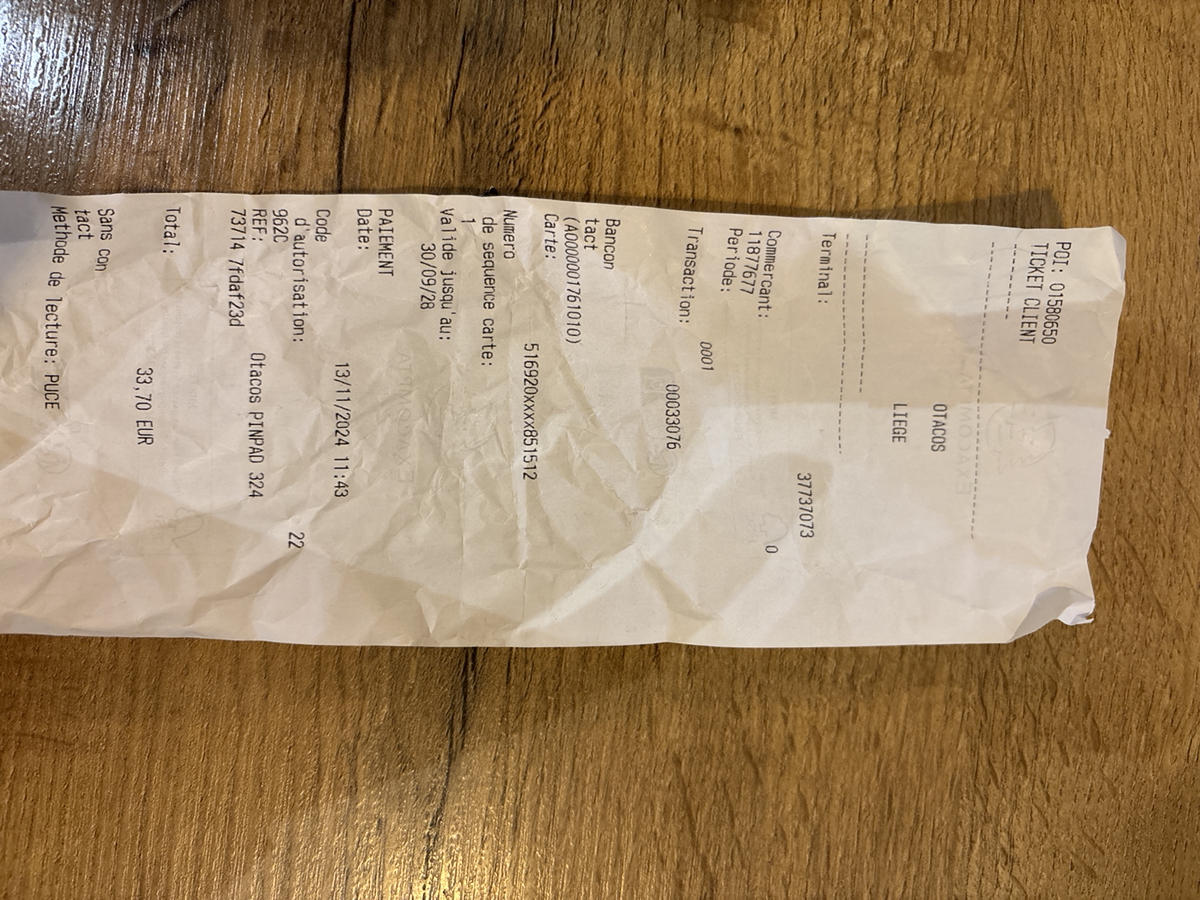 POI: 01580650
TICKET CLIENT
--------
------------------------------
OTACOS
LIEGE
----------------
----------------------
Terminal:
37737073
Commercant: 0
11877677
Periode:
0001
Transaction:
00033076
Bancon
tact
(A0000001761010)
Carte:
516920xxxx851512
Numero
de sequence carte:
1
Valide jusqu'au:
30/09/28
PAIEMENT
Date:
13/11/2024 11:43
Code
d'autorisation: 22
962C
REF: Otacos PINPAD 324
73714 7fdaf23d
Total:
33,70 EUR
Sans con
tact
Methode de lecture: PUCE